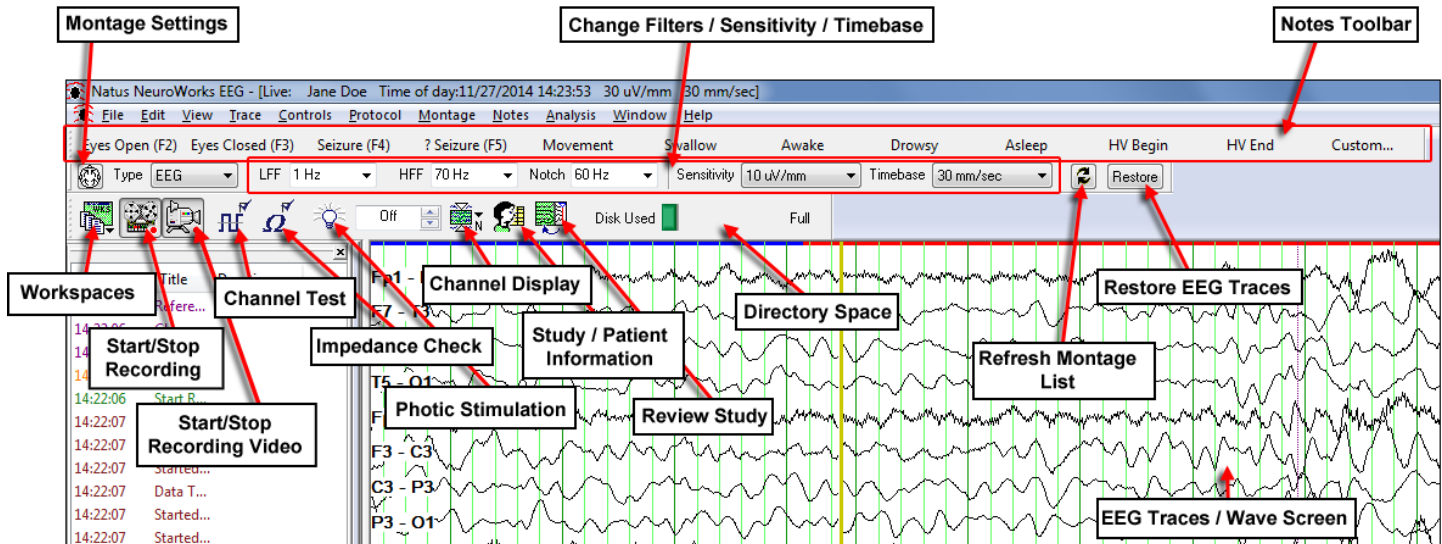 Montage Settings
Change Filters / Sensitivity / Timebase
Notes Toolbar
Natus NeuroWorks EEG - [Live: Jane Doe Time of day:11/27/2014 14:23:53 30 uV/mm 30 mm/sec]
File Edit View Trace Controls Protocol Montage Notes Analysis Window Help
Eyes Open (F2) Eyes Closed (F3) Seizure (F4) ? Seizure (F5) Movement Swallow Awake Drowsy Asleep HV Begin HV End Custom...
Type EEG LFF 1 Hz HFF 70 Hz Notch 60 Hz Sensitivity 10 uV/mm Timebase 30 mm/sec Restore
WKS Off N Disk Used Full
Title
Fp1 -
Workspaces
Channel Test
Channel Display
Restore EEG Traces
Refere...
F7 - T3
Directory Space
14:22:06
Start/Stop
Recording
Impedance Check
Study / Patient
Information
Refresh Montage
List
T5 - O1
14:22:06 Start R...
Photic Stimulation
Review Study
14:22:07
Start/Stop
Recording Video
14:22:07
F3 - C3
14:22:07 Started...
14:22:07 Data T...
C3 - P3
14:22:07 Started...
EEG Traces / Wave Screen
P3 - O1
14:22:07 Started...